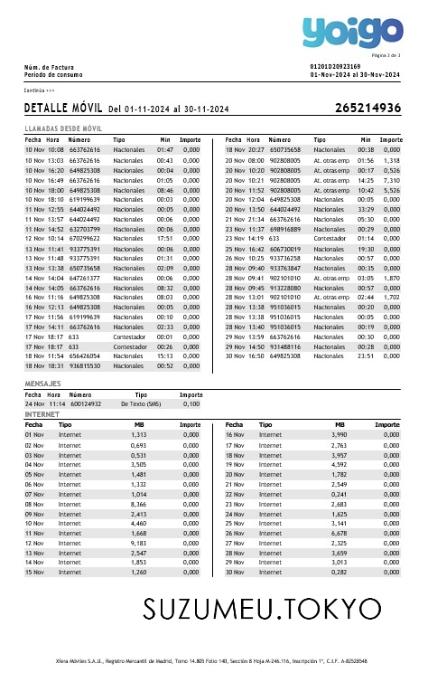 yoigo
Página 3 de 3
Núm. de Factura 01201D20923169
Periodo de consumo 01-Nov-2024 al 30-Nov-2024
Continúa >>>
DETALLE MÓVIL Del 01-11-2024 al 30-11-2024 265214936
LLAMADAS DESDE MÓVIL
Fecha Hora Número Tipo Min Importe
10 Nov 10:08 663762616 Nacionales 01:47 0,000
10 Nov 13:03 663762616 Nacionales 00:43 0,000
10 Nov 16:20 649825308 Nacionales 00:04 0,000
10 Nov 16:49 663762616 Nacionales 01:05 0,000
10 Nov 18:00 649825308 Nacionales 08:46 0,000
10 Nov 18:10 619199639 Nacionales 00:03 0,000
11 Nov 12:55 644024492 Nacionales 00:05 0,000
11 Nov 13:57 644024492 Nacionales 00:06 0,000
11 Nov 14:52 632703799 Nacionales 00:06 0,000
12 Nov 10:14 670299622 Nacionales 17:51 0,000
13 Nov 11:41 933775391 Nacionales 00:06 0,000
13 Nov 11:48 933775391 Nacionales 01:31 0,000
13 Nov 13:38 650735658 Nacionales 02:09 0,000
14 Nov 14:04 647261377 Nacionales 00:00 0,000
14 Nov 14:05 663762616 Nacionales 08:32 0,000
16 Nov 11:16 649825308 Nacionales 08:03 0,000
16 Nov 12:13 649825308 Nacionales 00:05 0,000
17 Nov 11:56 619199639 Nacionales 00:10 0,000
17 Nov 14:11 663762616 Nacionales 02:33 0,000
17 Nov 18:17 633 Contestador 00:01 0,000
17 Nov 18:17 633 Contestador 00:26 0,000
18 Nov 11:54 656426054 Nacionales 15:13 0,000
18 Nov 18:31 936815530 Nacionales 00:52 0,000
Fecha Hora Número Tipo Min Importe
18 Nov 20:27 650735658 Nacionales 00:38 0,000
20 Nov 08:00 902808005 At. otras emp 01:56 1,318
20 Nov 10:20 902808005 At. otras emp 00:17 0,526
20 Nov 10:21 902808005 At. otras emp 14:25 7,310
20 Nov 11:52 902808005 At. otras emp 10:42 5,526
20 Nov 12:04 649825308 Nacionales 00:05 0,000
20 Nov 13:50 644024492 Nacionales 33:29 0,000
21 Nov 21:34 663762616 Nacionales 05:30 0,000
23 Nov 11:37 698916889 Nacionales 00:29 0,000
23 Nov 14:19 633 Contestador 01:14 0,000
25 Nov 16:42 606730019 Nacionales 19:30 0,000
26 Nov 10:25 933736258 Nacionales 00:57 0,000
28 Nov 09:40 933763847 Nacionales 00:35 0,000
28 Nov 09:41 902101010 At. otras emp 03:05 1,870
28 Nov 09:45 913228080 Nacionales 00:57 0,000
28 Nov 13:01 902101010 At. otras emp 02:44 1,702
28 Nov 13:38 951036015 Nacionales 00:20 0,000
28 Nov 13:38 951036015 Nacionales 00:05 0,000
28 Nov 13:40 951036015 Nacionales 00:19 0,000
29 Nov 13:59 663762616 Nacionales 00:30 0,000
29 Nov 14:50 931488116 Nacionales 00:28 0,000
30 Nov 16:50 649825308 Nacionales 23:51 0,000
MENSAJES
Fecha Hora Número Tipo Importe
24 Nov 11:14 600124932 De Texto (SMS) 0,100
INTERNET
Fecha Tipo MB Importe
01 Nov Internet 1,313 0,000
02 Nov Internet 0,693 0,000
03 Nov Internet 0,531 0,000
04 Nov Internet 3,505 0,000
05 Nov Internet 1,481 0,000
06 Nov Internet 1,332 0,000
07 Nov Internet 1,014 0,000
08 Nov Internet 8,366 0,000
09 Nov Internet 2,413 0,000
10 Nov Internet 4,460 0,000
11 Nov Internet 1,668 0,000
12 Nov Internet 9,183 0,000
13 Nov Internet 2,547 0,000
14 Nov Internet 1,853 0,000
15 Nov Internet 1,260 0,000
Fecha Tipo MB Importe
16 Nov Internet 3,990 0,000
17 Nov Internet 2,763 0,000
18 Nov Internet 3,957 0,000
19 Nov Internet 4,592 0,000
20 Nov Internet 1,782 0,000
21 Nov Internet 2,549 0,000
22 Nov Internet 0,241 0,000
23 Nov Internet 2,683 0,000
24 Nov Internet 1,625 0,000
25 Nov Internet 3,141 0,000
26 Nov Internet 6,678 0,000
27 Nov Internet 2,325 0,000
28 Nov Internet 3,659 0,000
29 Nov Internet 3,013 0,000
30 Nov Internet 0,282 0,000
SUZUMEU.TOKYO
Xfera Móviles S.A.U., Registro Mercantil de Madrid, Tomo 14.805 Folio 140, Sección 8 Hoja M-246.116, Inscripción 1ª, C.I.F. A-82528548